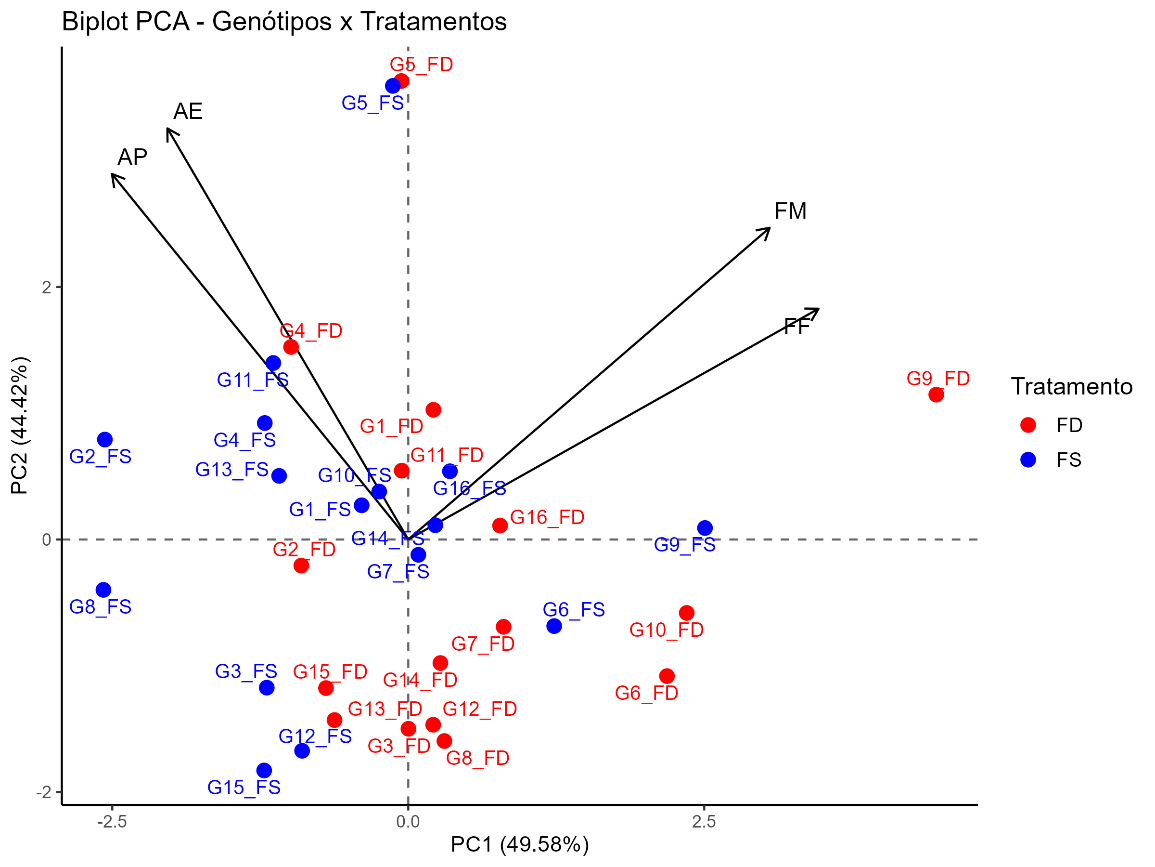 Biplot PCA - Genótipos x Tratamentos
G5_FD
G5_FS
AE
AP
FM
2
FF
G4_FD
G11_FS
G9_FD
Tratamento
G1_FD
FD
G4_FS
G2_FS
G11_FD
FS
G13_FS
G10_FS
G16_FS
G1_FS
G16_FD
PC2 (44.42%)
0
G14_FS
G9_FS
G2_FD
G7_FS
G8_FS
G6_FS
G10_FD
G7_FD
G3_FS
G15_FD
G14_FD
G6_FD
G13_FD
G12_FD
G12_FS
G3_FD
G8_FD
G15_FS
-2
-2.5
0.0
2.5
PC1 (49.58%)